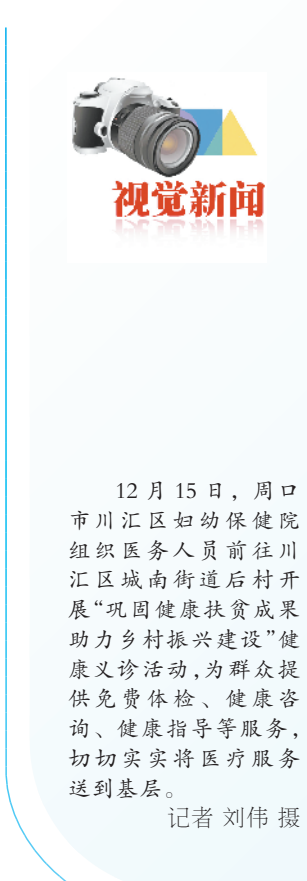 视觉新闻
12 月 15 日，周口
市川汇区妇幼保健院
组织医务人员前往川
汇区城南街道后村开
展“巩固健康扶贫成果
助力乡村振兴建设”健
康义诊活动，为群众提
供免费体检、健康咨
询、健康指导等服务，
切切实实将医疗服务
送到基层。
记者 刘伟 摄